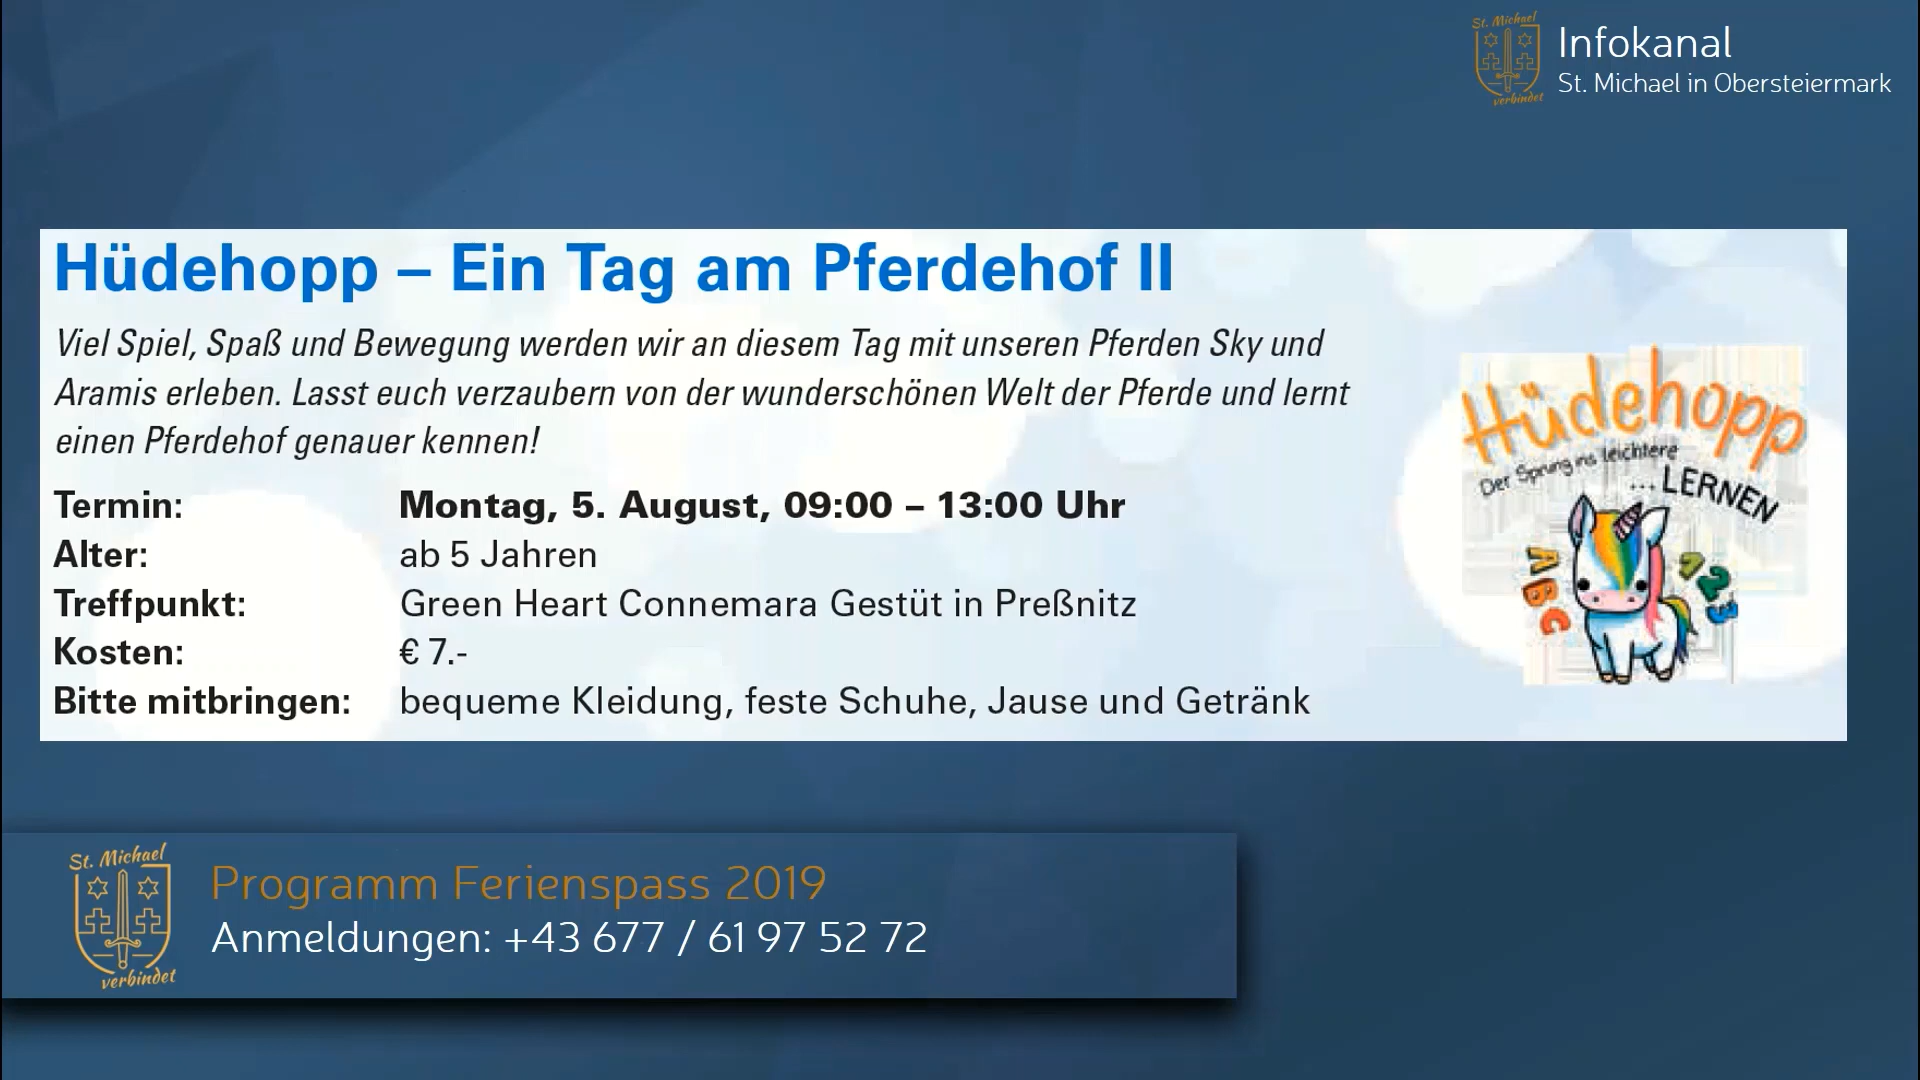 St. Michael
verbindet
Infokanal
St. Michael in Obersteiermark
Hüdehopp – Ein Tag am Pferdehof II
Viel Spiel, Spaß und Bewegung werden wir an diesem Tag mit unseren Pferden Sky und
Aramis erleben. Lasst euch verzaubern von der wunderschönen Welt der Pferde und lernt
einen Pferdehof genauer kennen!
Termin: Montag, 5. August, 09:00 – 13:00 Uhr
Alter: ab 5 Jahren
Treffpunkt: Green Heart Connemara Gestüt in Preßnitz
Kosten: € 7.-
Bitte mitbringen: bequeme Kleidung, feste Schuhe, Jause und Getränk
Hüdehopp
Der Sprung ins leichtere
... LERNEN
ABC
123
St. Michael
verbindet
Programm Ferienspass 2019
Anmeldungen: +43 677 / 61 97 52 72